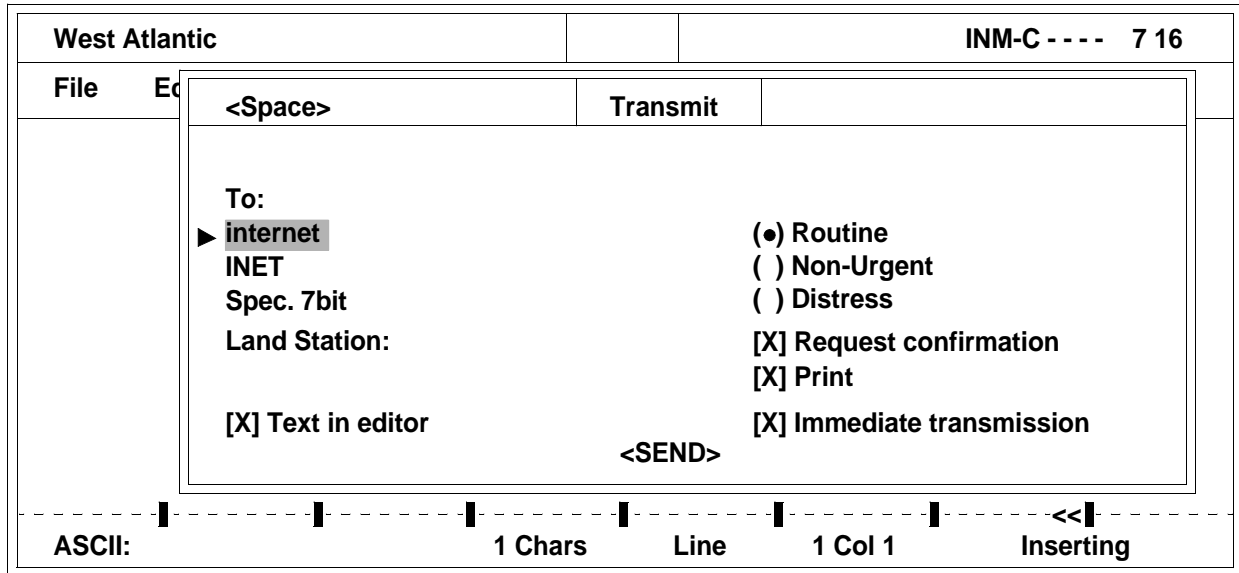 West Atlantic INM-C - - - - 7 16
File Ed
<Space> Transmit
To:
internet (●) Routine
INET ( ) Non-Urgent
Spec. 7bit ( ) Distress
Land Station: [X] Request confirmation
[X] Print
[X] Text in editor [X] Immediate transmission
<SEND>
<<
ASCII: 1 Chars Line 1 Col 1 Inserting